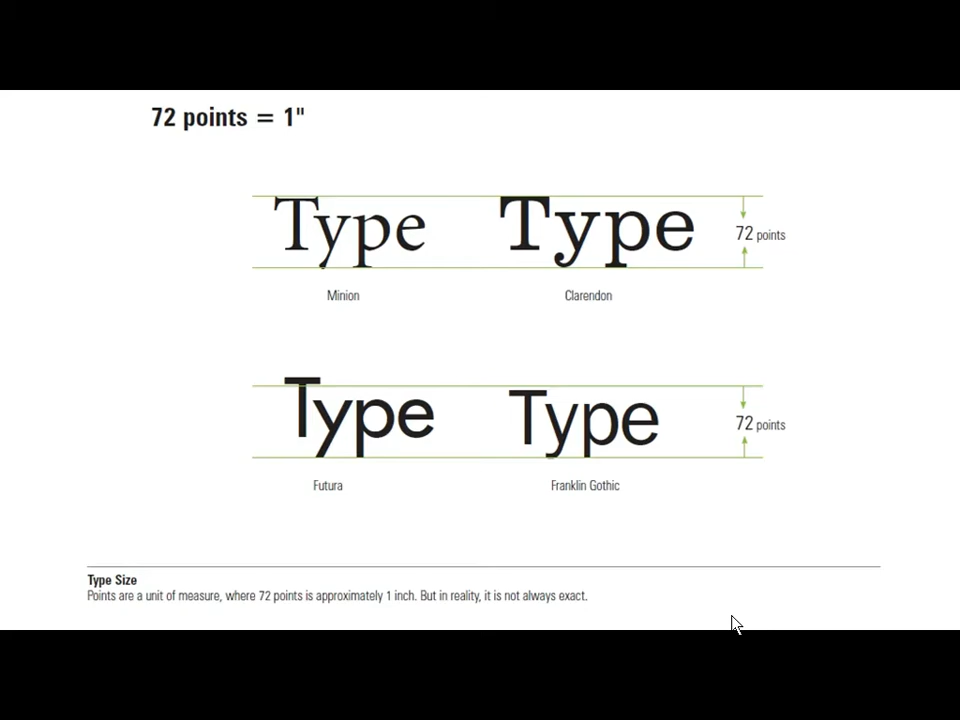 72 points = 1"
Type Type
72 points
Minion Clarendon
Type Type
72 points
Futura Franklin Gothic
Type Size
Points are a unit of measure, where 72 points is approximately 1 inch. But in reality, it is not always exact.